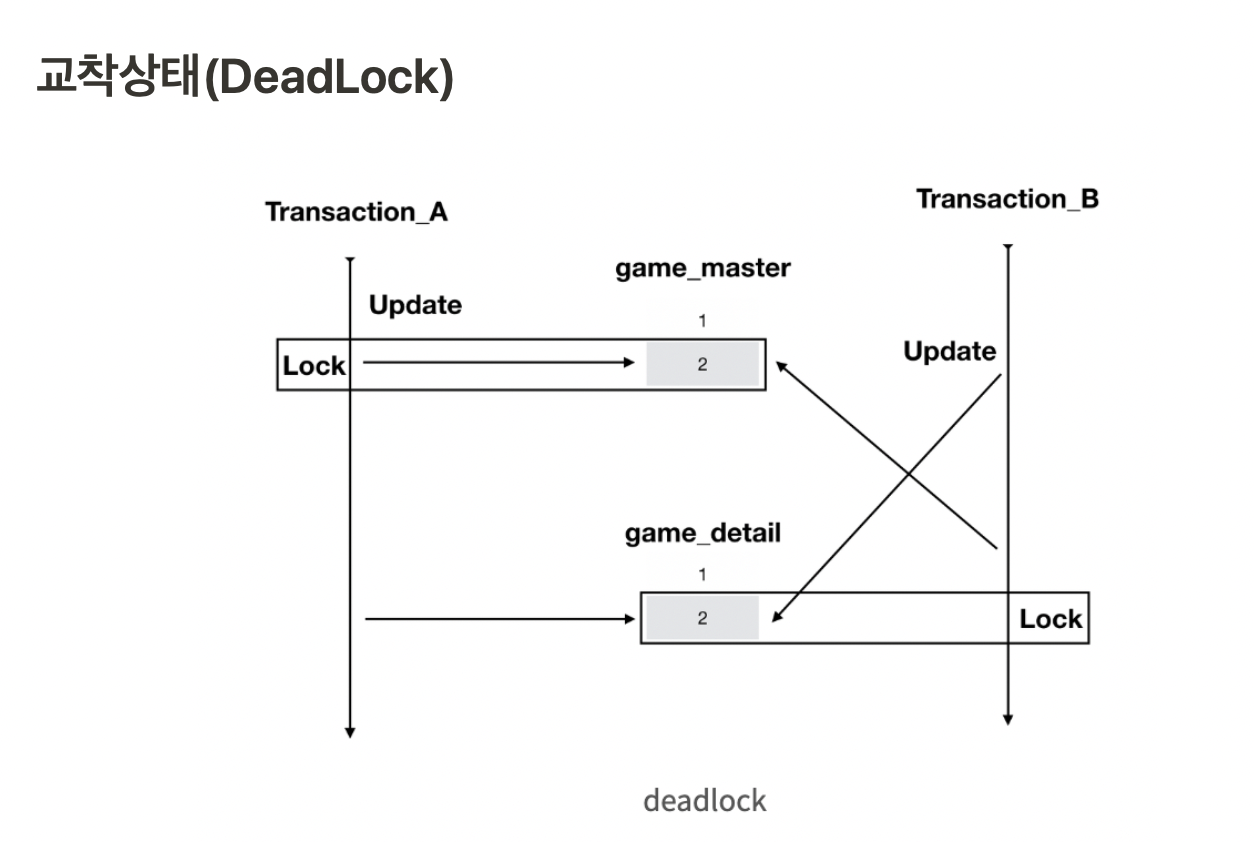 교착상태(DeadLock)
Transaction_A
Transaction_B
game_master
Update
1
Update
Lock
2
game_detail
1
2
Lock
deadlock